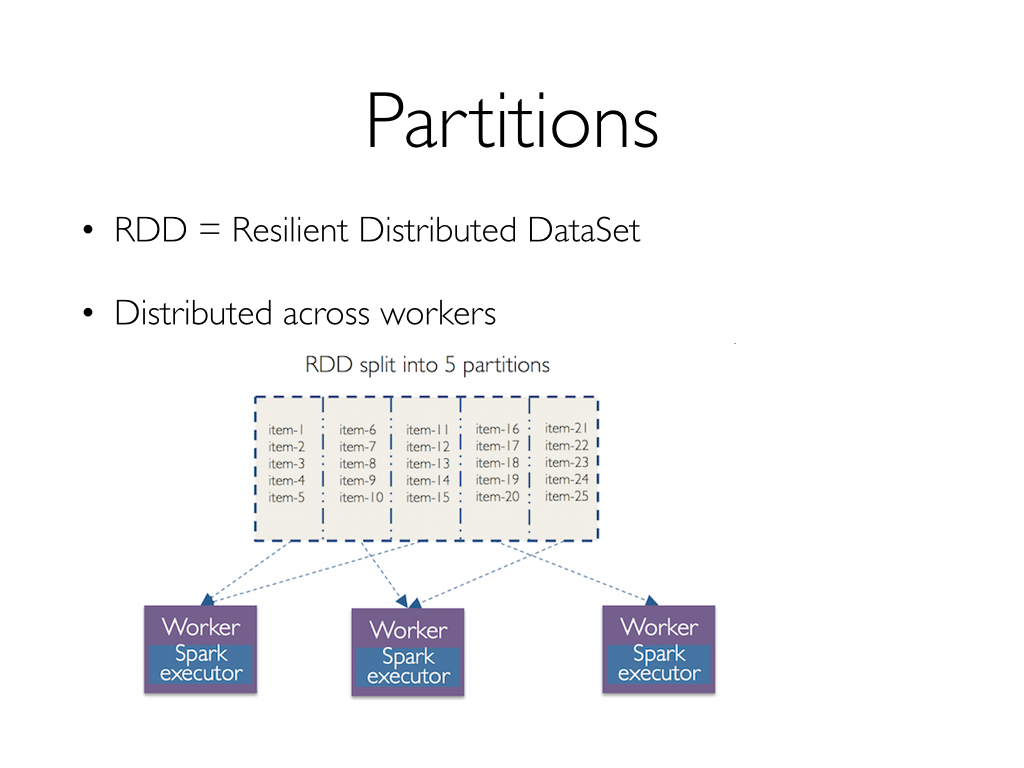 Partitions
• RDD = Resilient Distributed DataSet
• Distributed across workers
RDD split into 5 partitions
item-1 item-6 item-11 item-16 item-21
item-2 item-7 item-12 item-17 item-22
item-3 item-8 item-13 item-18 item-23
item-4 item-9 item-14 item-19 item-24
item-5 item-10 item-15 item-20 item-25
Worker
Spark
executor
Worker
Spark
executor
Worker
Spark
executor